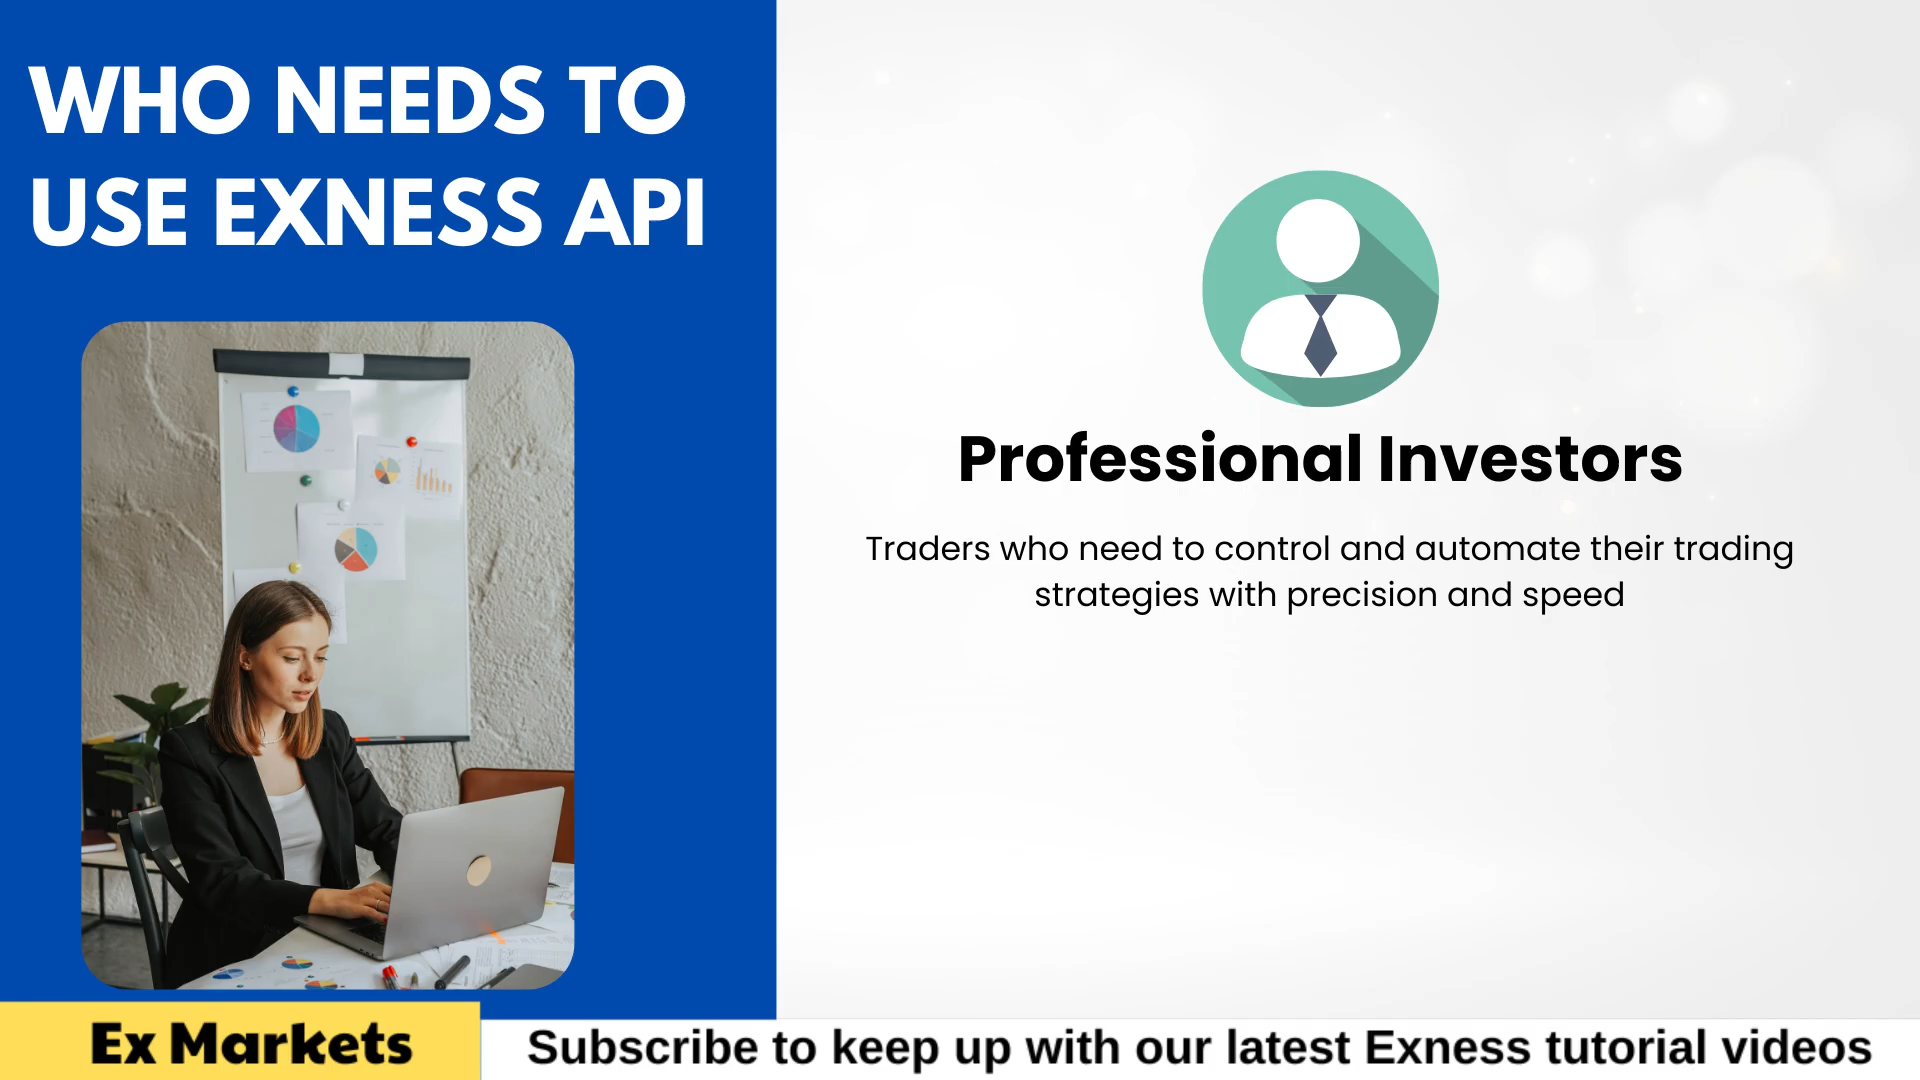 WHO NEEDS TO
USE EXNESS API
Professional Investors
Traders who need to control and automate their trading
strategies with precision and speed
Ex Markets
Subscribe to keep up with our latest Exness tutorial videos